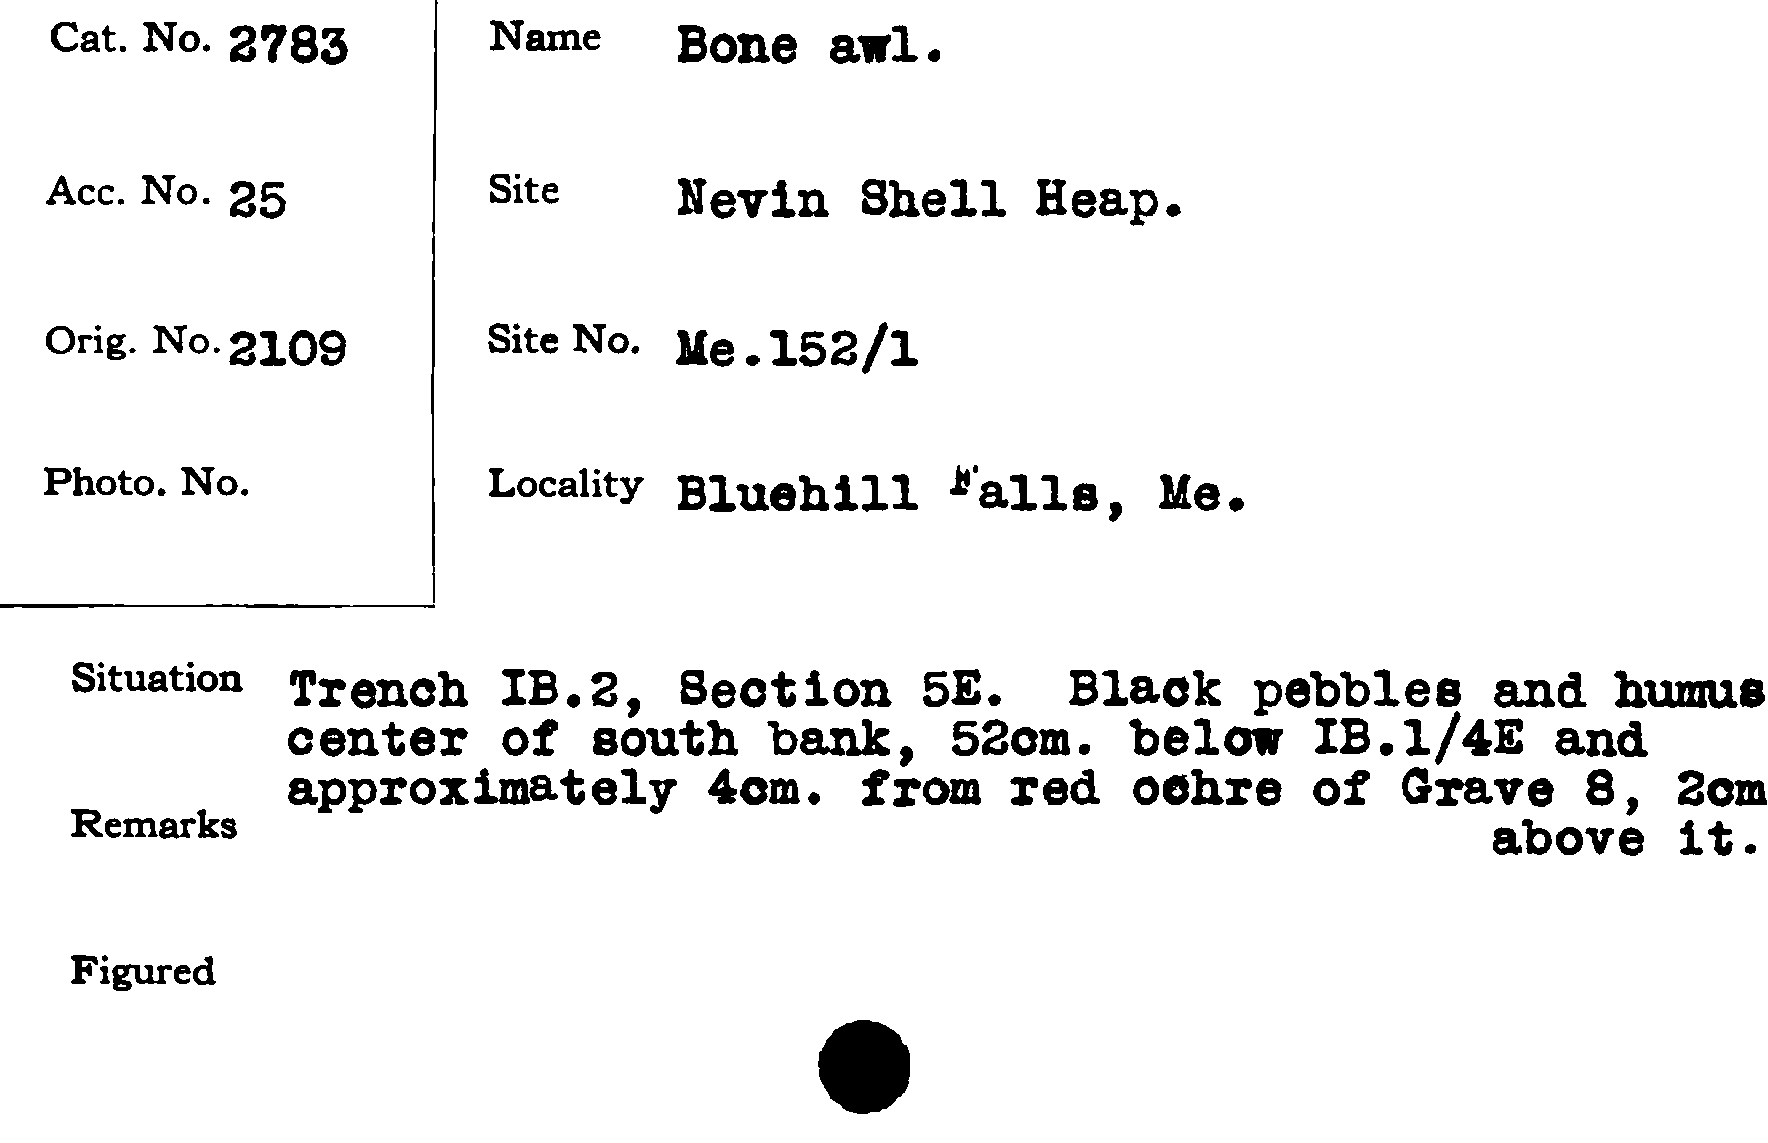 Cat. No. 2783
Name Bone awl.
Acc. No. 25
Site Nevin Shell Heap.
Orig. No. 2109
Site No. Me.152/1
Photo. No.
Locality Bluehill Falls, Me.
Situation Trench IB.2, Section 5E. Black pebbles and humus
center of south bank, 52cm. below IB.1/4E and
approximately 4cm. from red ochre of Grave 8, 2cm
above it.
Remarks
Figured